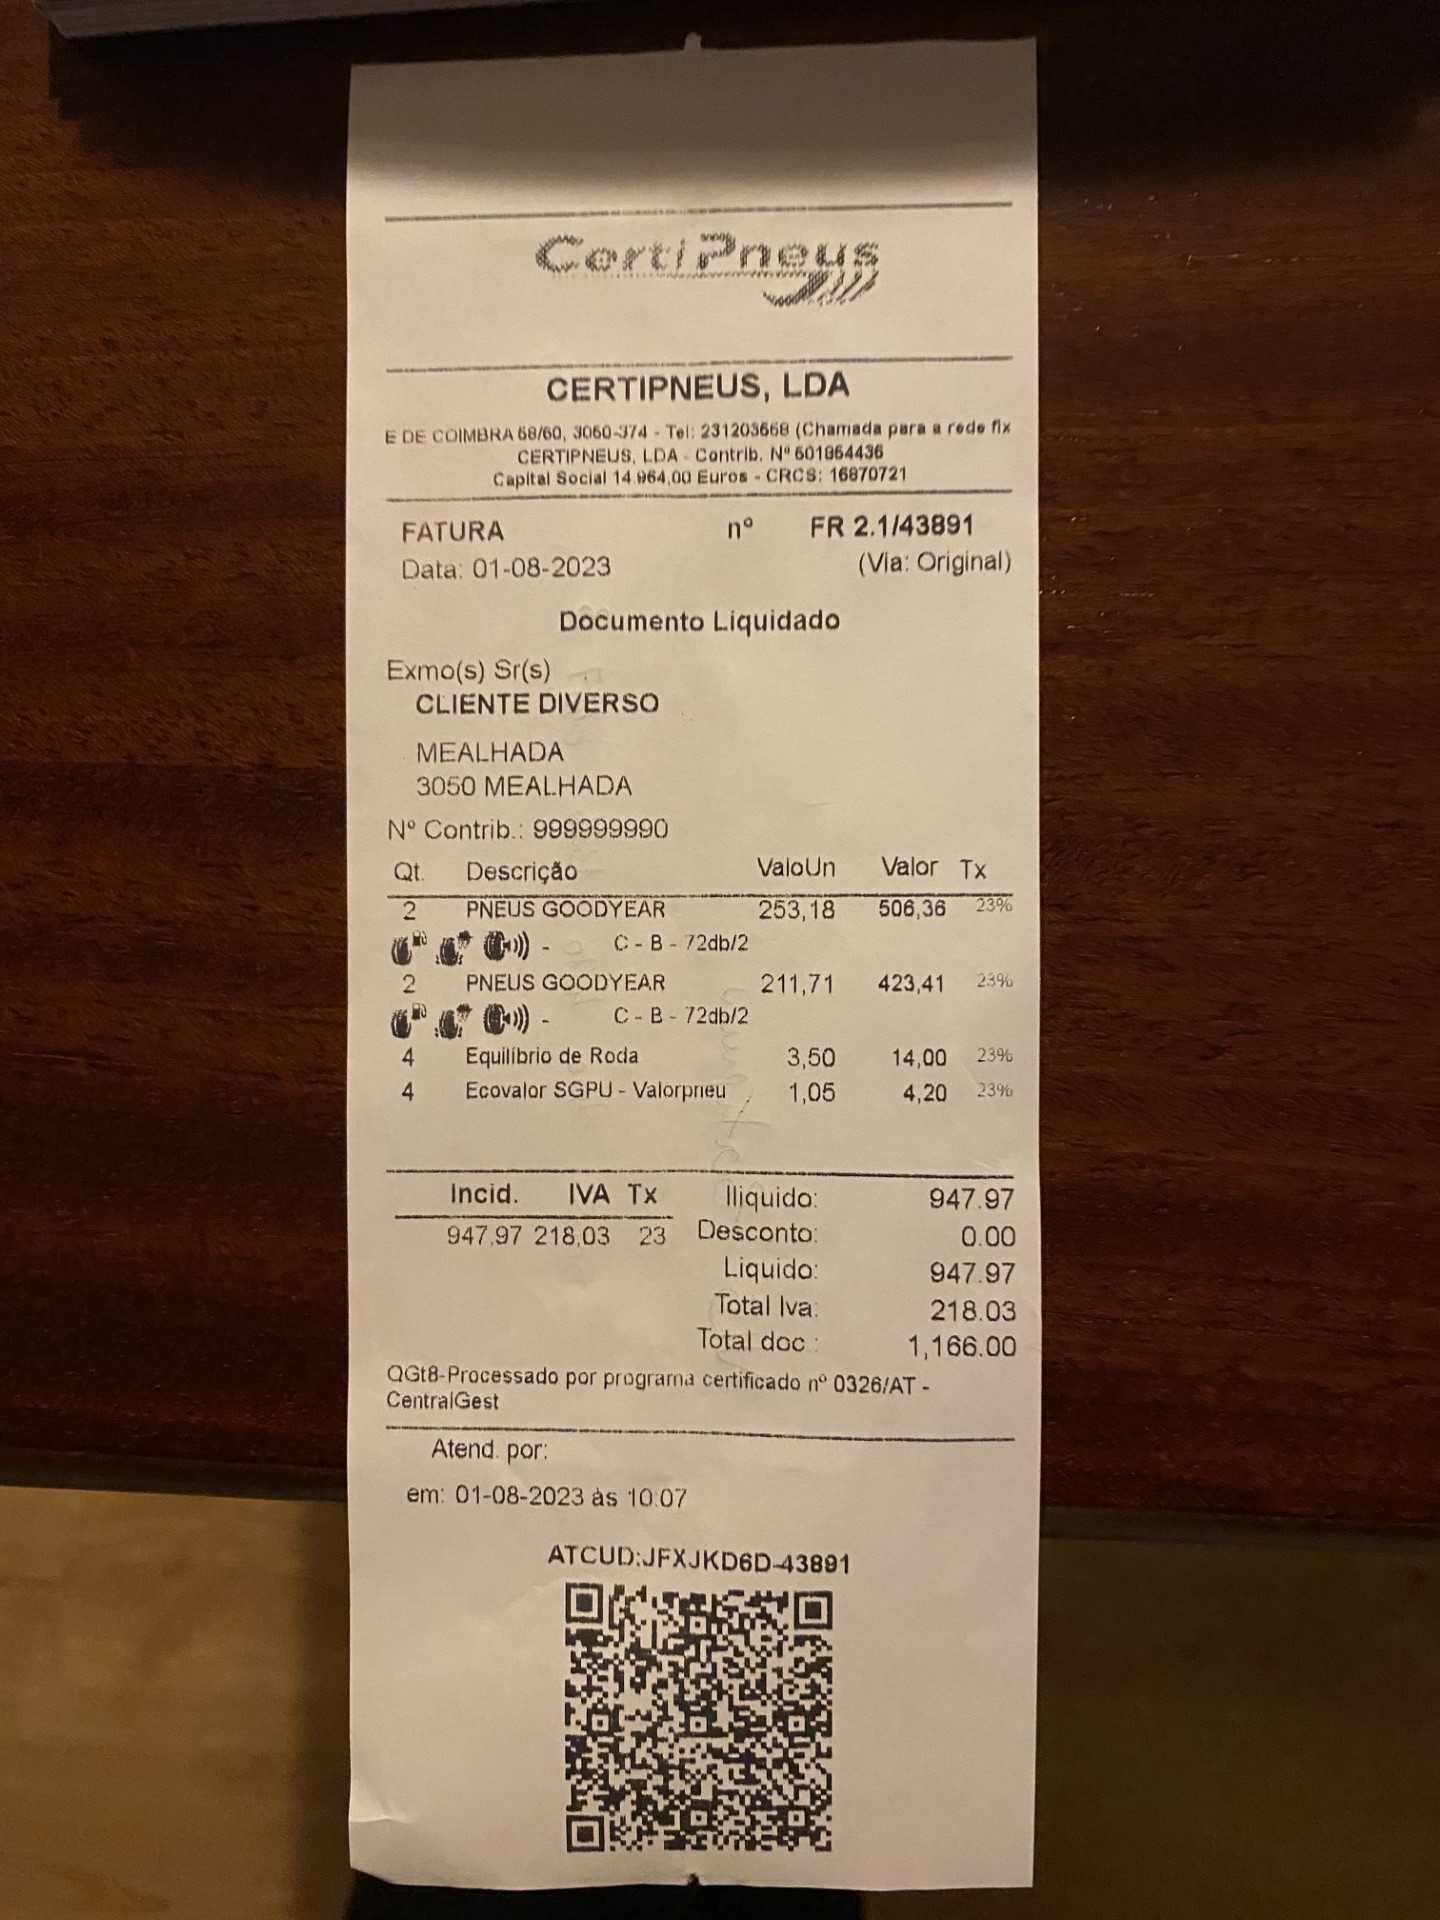 CertiPneus
CERTIPNEUS, LDA
E DE COIMBRA 58/60, 3060-374 - Tel: 231203668 (Chamada para a rede fix
CERTIPNEUS, LDA - Contrib. Nº 501864436
Capital Social 14.964,00 Euros - CRCS: 16870721
FATURA nº FR 2.1/43891
Data: 01-08-2023 (Via: Original)
Documento Liquidado
Exmo(s) Sr(s)
CLIENTE DIVERSO
MEALHADA
3050 MEALHADA
Nº Contrib.: 999999990
Qt. Descrição ValoUn Valor Tx
2 PNEUS GOODYEAR 253,18 506,36 23%
- C - B - 72db/2
2 PNEUS GOODYEAR 211,71 423,41 23%
- C - B - 72db/2
4 Equilíbrio de Roda 3,50 14,00 23%
4 Ecovalor SGPU - Valorpneu 1,05 4,20 23%
Incid. IVA Tx Iliquido: 947.97
947,97 218,03 23 Desconto: 0.00
Liquido: 947.97
Total Iva: 218.03
Total doc.: 1,166.00
QGt8-Processado por programa certificado nº 0326/AT -
CentralGest
Atend. por:
em: 01-08-2023 às 10:07
ATCUD:JFXJKD6D-43891